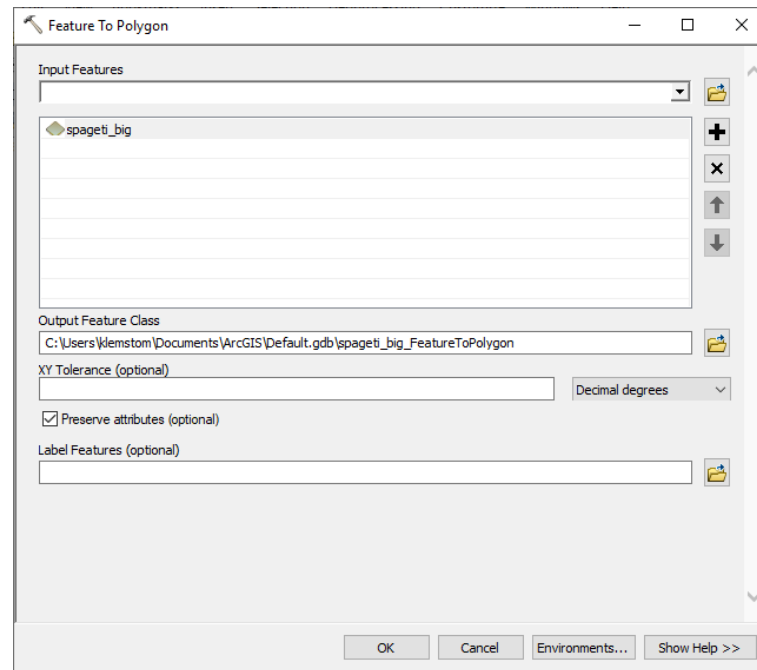 Feature To Polygon
Input Features
spageti_big
Output Feature Class
C:\Users\klemstom\Documents\ArcGIS\Default.gdb\spageti_big_FeatureToPolygon
XY Tolerance (optional)
Decimal degrees
Preserve attributes (optional)
Label Features (optional)
OK Cancel Environments... Show Help >>